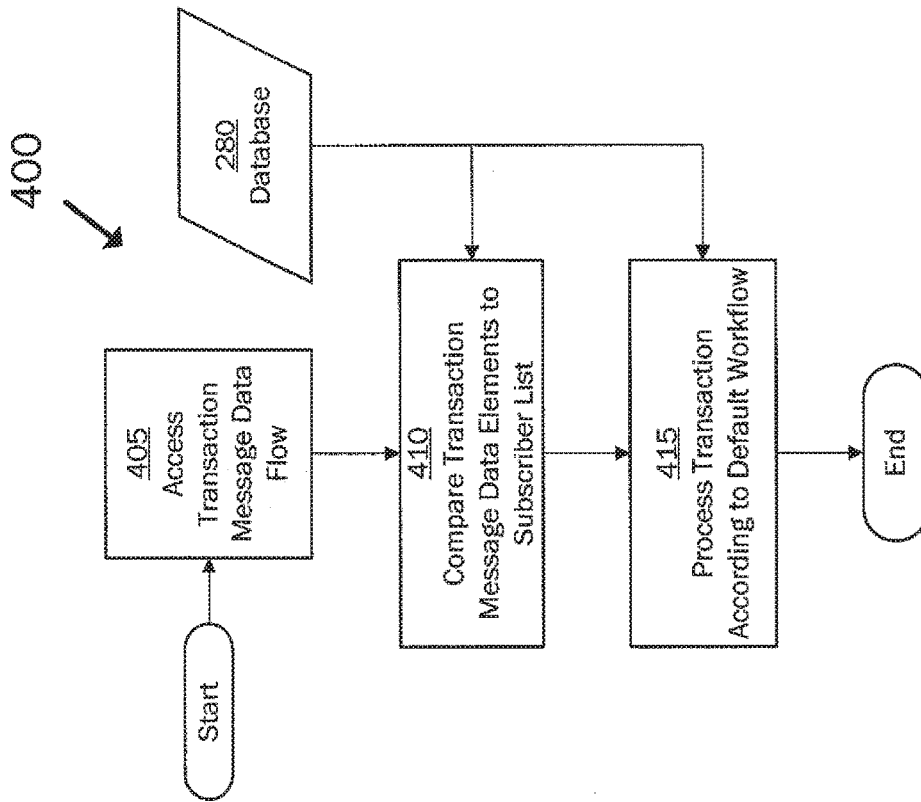 400
Start
405
Access
Transaction
Message Data
Flow
280
Database
410
Compare Transaction
Message Data Elements to
Subscriber List
415
Process Transaction
According to Default Workflow
End